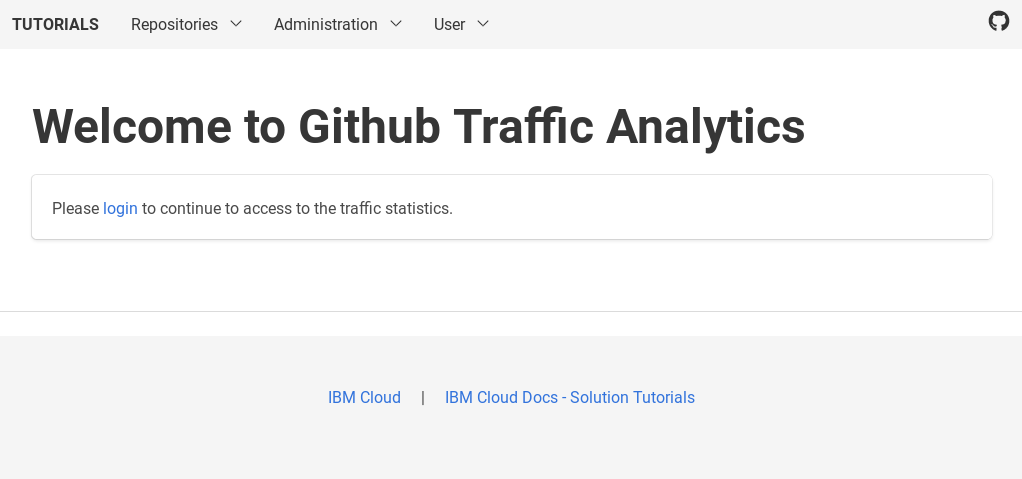 TUTORIALS Repositories Administration User
Welcome to Github Traffic Analytics
Please login to continue to access to the traffic statistics.
IBM Cloud | IBM Cloud Docs - Solution Tutorials